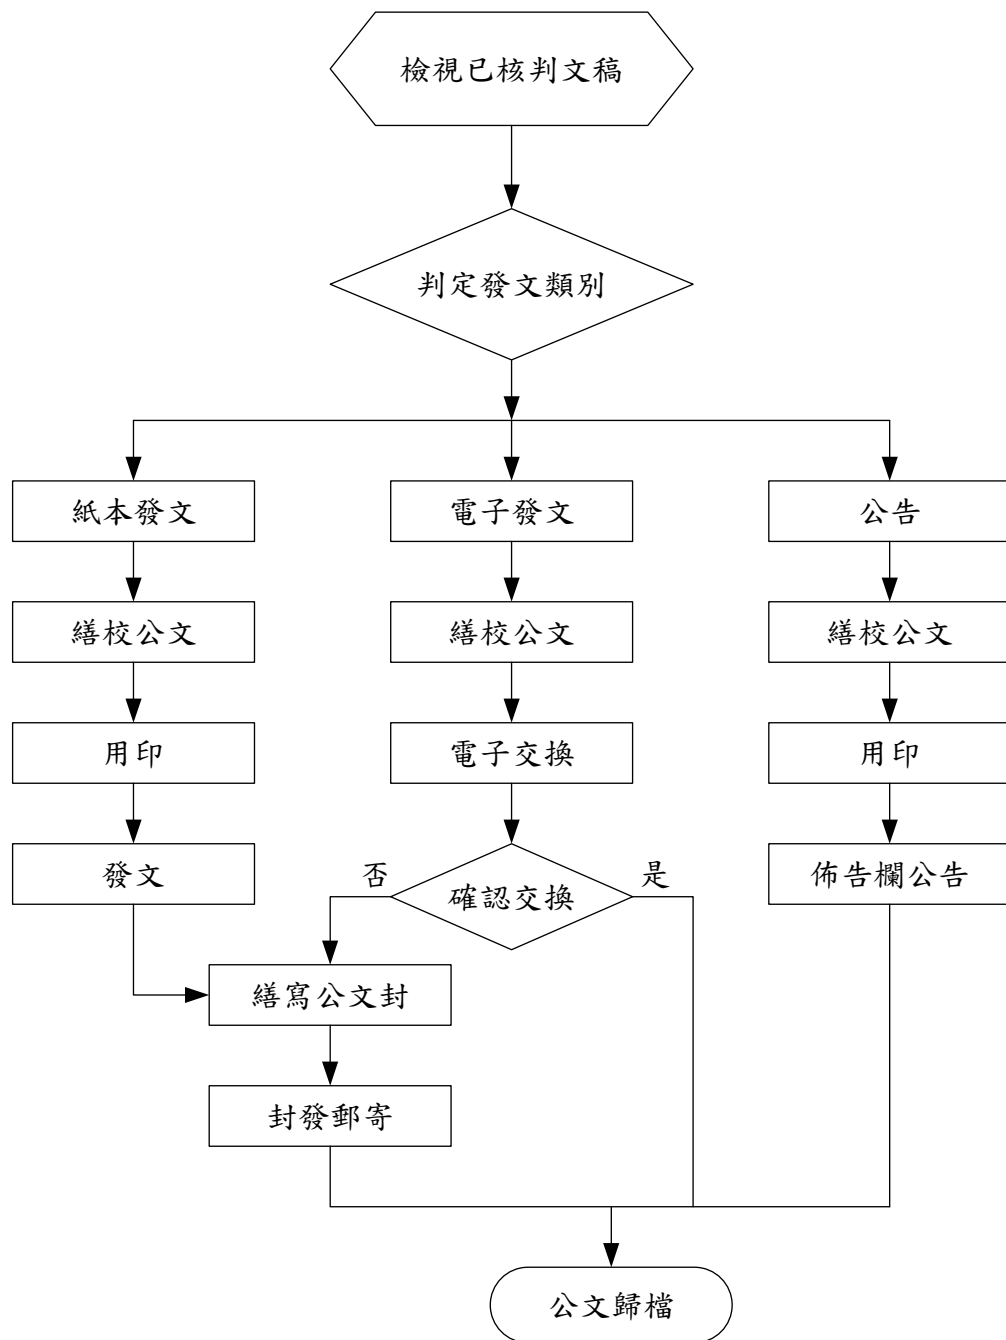 檢視已核判文稿
判定發文類別
紙本發文
電子發文
公告
繕校公文
繕校公文
繕校公文
用印
電子交換
用印
發文
否
確認交換
是
佈告欄公告
繕寫公文封
封發郵寄
公文歸檔